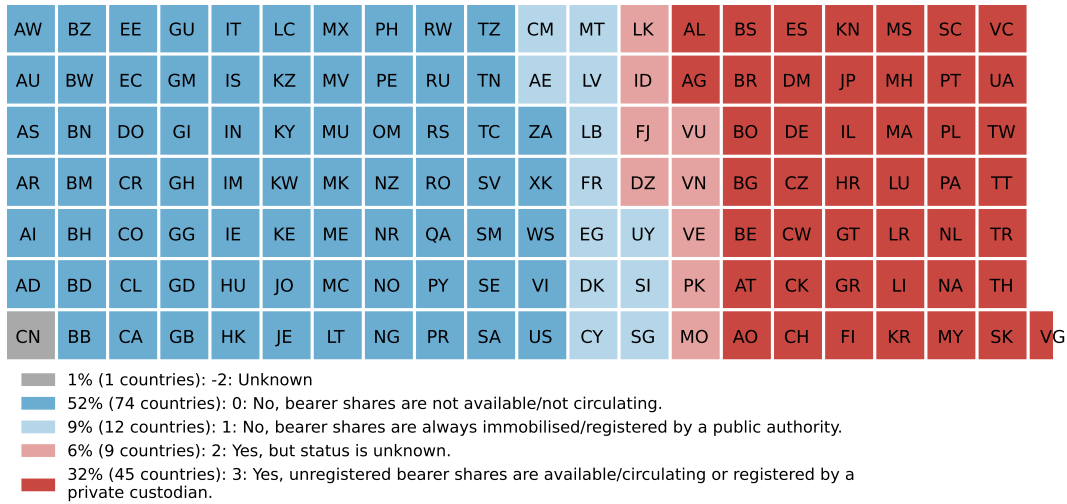 AW BZ EE GU IT LC MX PH RW TZ CM MT LK AL BS ES KN MS SC VC
AU BW EC GM IS KZ MV PE RU TN AE LV ID AG BR DM JP MH PT UA
AS BN DO GI IN KY MU OM RS TC ZA LB FJ VU BO DE IL MA PL TW
AR BM CR GH IM KW MK NZ RO SV XK FR DZ VN BG CZ HR LU PA TT
AI BH CO GG IE KE ME NR QA SM WS EG UY VE BE CW GT LR NL TR
AD BD CL GD HU JO MC NO PY SE VI DK SI PK AT CK GR LI NA TH
CN BB CA GB HK JE LT NG PR SA US CY SG MO AO CH FI KR MY SK VG
1% (1 countries): -2: Unknown
52% (74 countries): 0: No, bearer shares are not available/not circulating.
9% (12 countries): 1: No, bearer shares are always immobilised/registered by a public authority.
6% (9 countries): 2: Yes, but status is unknown.
32% (45 countries): 3: Yes, unregistered bearer shares are available/circulating or registered by a
private custodian.